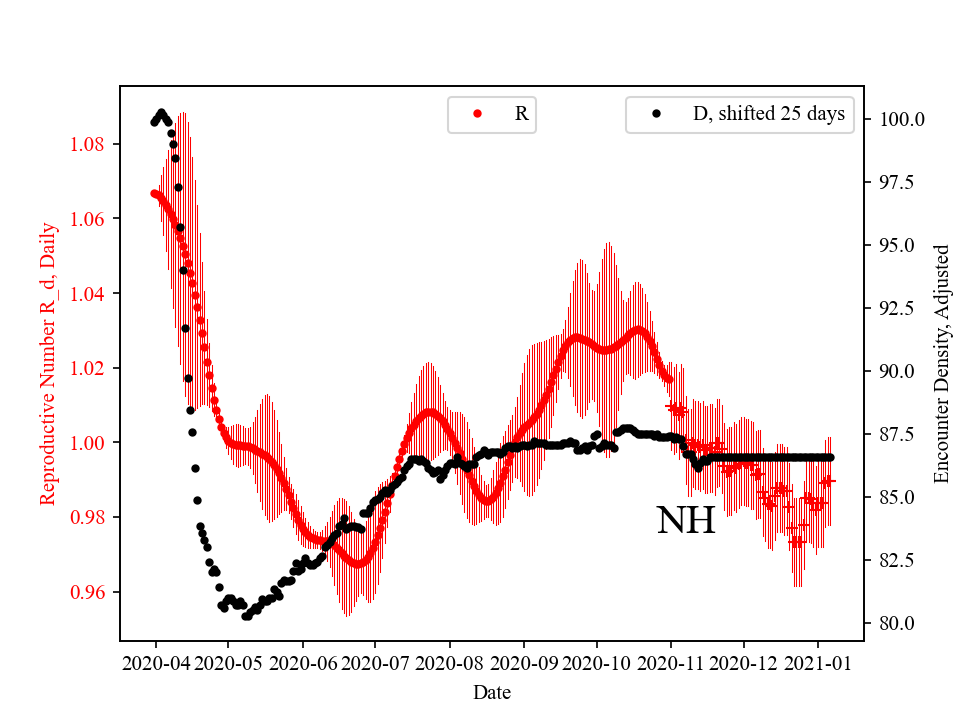 R
D, shifted 25 days
1.08
1.06
1.04
1.02
1.00
0.98
0.96
Reproductive Number R_d, Daily
100.0
97.5
95.0
92.5
90.0
87.5
85.0
82.5
80.0
Encounter Density, Adjusted
NH
2020-04 2020-05 2020-06 2020-07 2020-08 2020-09 2020-10 2020-11 2020-12 2021-01
Date